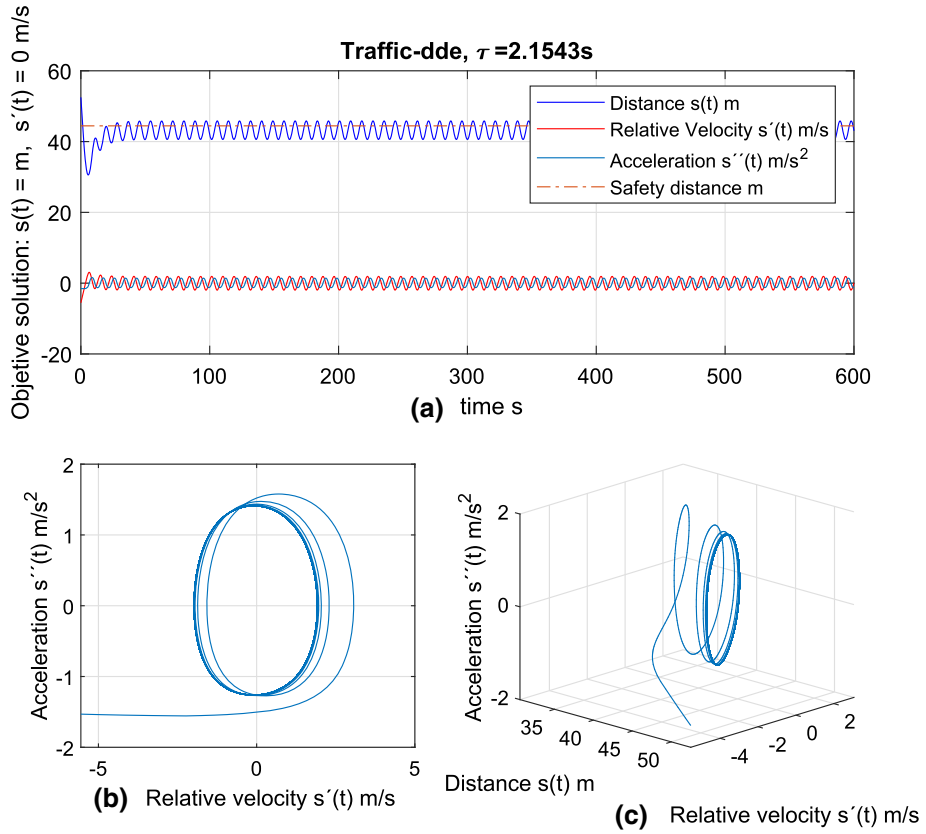 Traffic-dde, τ =2.1543s
Objetive solution: s(t) = m, s´(t) = 0 m/s
60
40
20
0
-20
Distance s(t) m
Relative Velocity s´(t) m/s
Acceleration s´´(t) m/s²
Safety distance m
0 100 200 300 400 500 600
(a) time s
Acceleration s´´(t) m/s²
2
1
0
-1
-2
-5 0 5
(b) Relative velocity s´(t) m/s
Acceleration s´´(t) m/s²
2
0
-2
35 40 45 50
-4 -2 0 2
Distance s(t) m
(c) Relative velocity s´(t) m/s